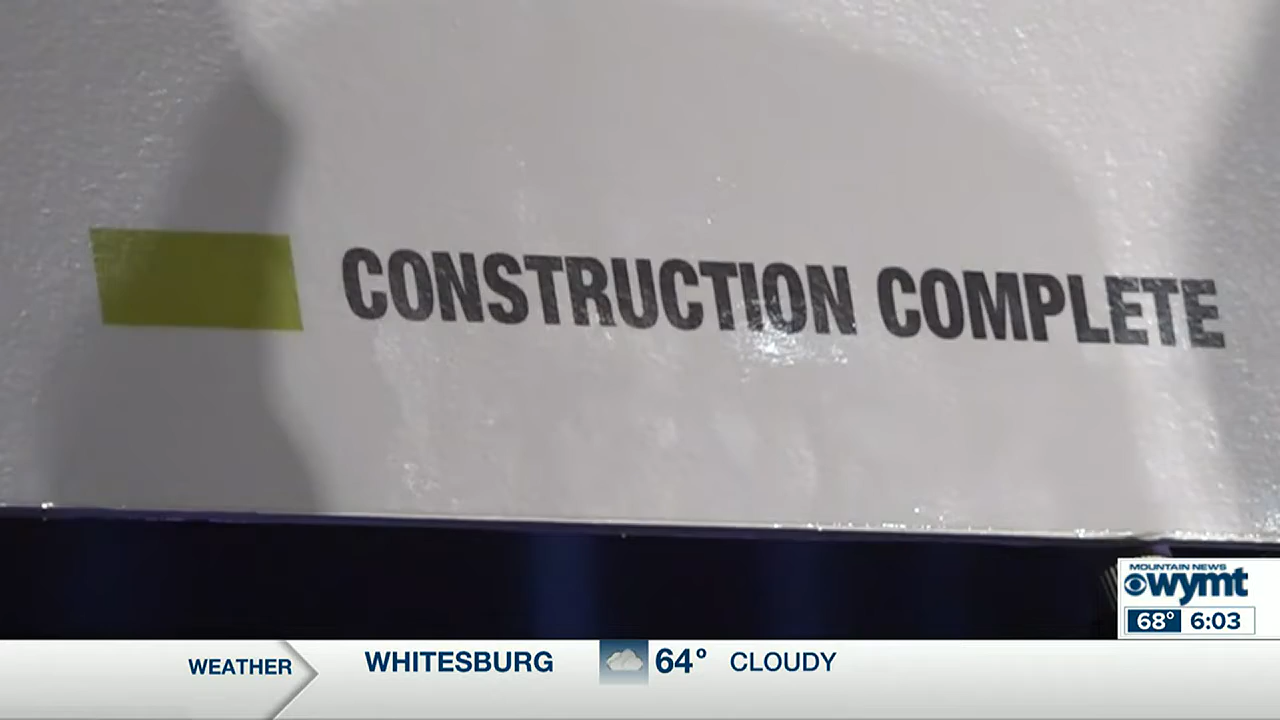 CONSTRUCTION COMPLETE
MOUNTAIN NEWS
wymt
68° 6:03
WEATHER WHITESBURG 64° CLOUDY